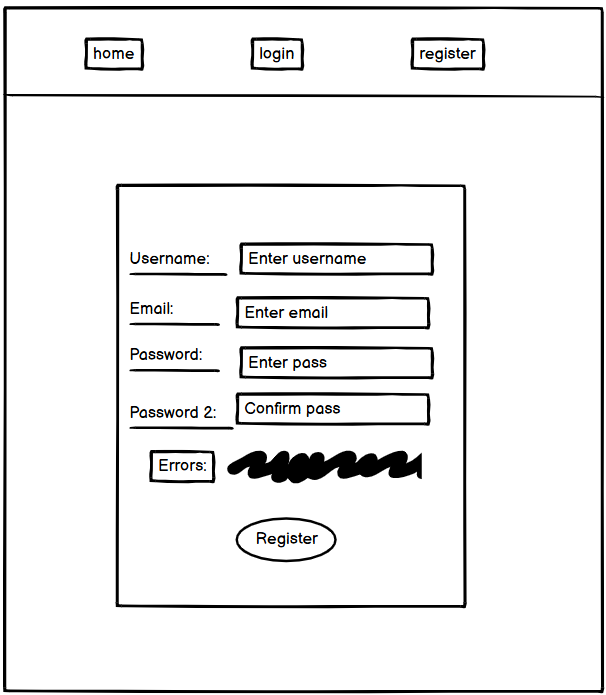 home login register
Username: Enter username
Email: Enter email
Password: Enter pass
Password 2: Confirm pass
Errors:
Register